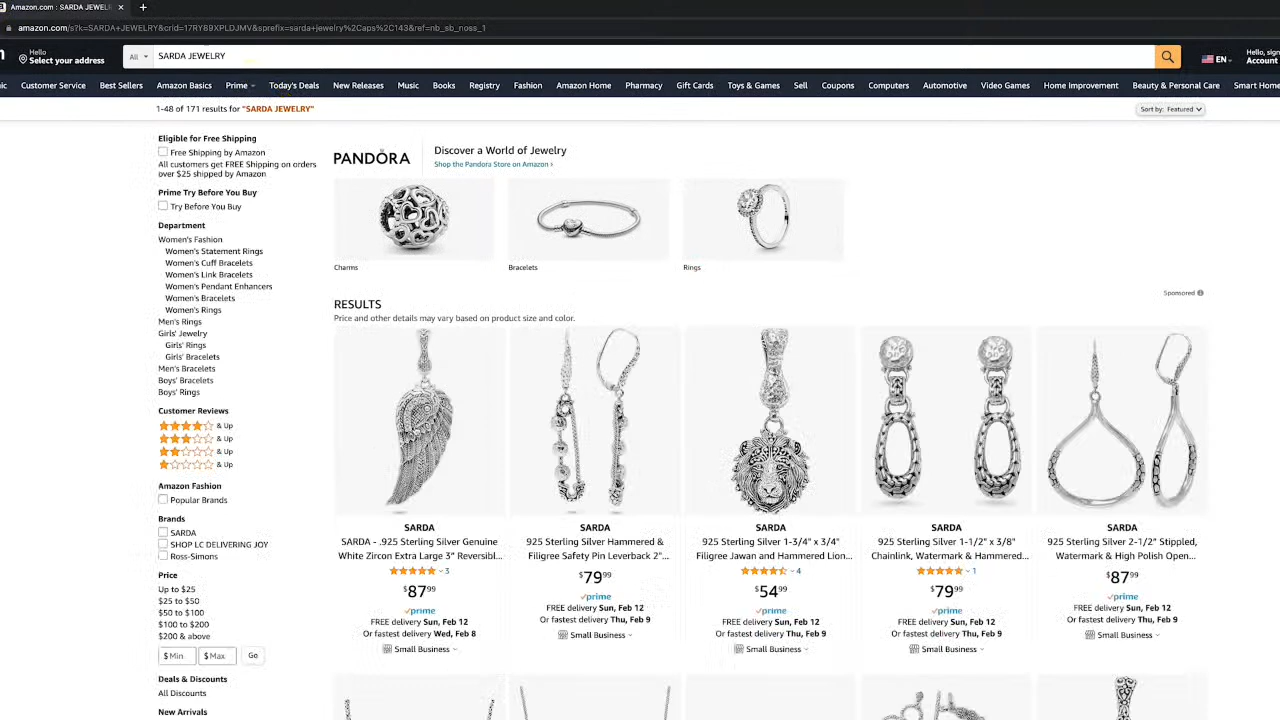 Amazon.com : SARDA JEWELR
amazon.com/s?k=SARDA+JEWELRY&crid=17RY89XPLDJMV&sprefix=sarda+jewelry%2Caps%2C143&ref=nb_sb_noss_1
Hello
Select your address
All
SARDA JEWELRY
EN
Hello, sign
Account
ic Customer Service Best Sellers Amazon Basics Prime Today's Deals New Releases Music Books Registry Fashion Amazon Home Pharmacy Gift Cards Toys & Games Sell Coupons Computers Automotive Video Games Home Improvement Beauty & Personal Care Smart Home
1-48 of 171 results for "SARDA JEWELRY"
Sort by: Featured
Eligible for Free Shipping
Free Shipping by Amazon
All customers get FREE Shipping on orders
over $25 shipped by Amazon
Prime Try Before You Buy
Try Before You Buy
Department
Women's Fashion
Women's Statement Rings
Women's Cuff Bracelets
Women's Link Bracelets
Women's Pendant Enhancers
Women's Bracelets
Women's Rings
Men's Rings
Girls' Jewelry
Girls' Rings
Girls' Bracelets
Men's Bracelets
Boys' Bracelets
Boys' Rings
Customer Reviews
& Up
& Up
& Up
& Up
Amazon Fashion
Popular Brands
Brands
SARDA
SHOP LC DELIVERING JOY
Ross-Simons
Price
Up to $25
$25 to $50
$50 to $100
$100 to $200
$200 & above
$ Min $ Max Go
Deals & Discounts
All Discounts
New Arrivals
PANDÖRA
Discover a World of Jewelry
Shop the Pandora Store on Amazon ›
Charms
Bracelets
Rings
Sponsored
RESULTS
Price and other details may vary based on product size and color.
SARDA
SARDA - .925 Sterling Silver Genuine
White Zircon Extra Large 3" Reversibl...
3
$87.99
prime
FREE delivery Sun, Feb 12
Or fastest delivery Wed, Feb 8
Small Business
SARDA
925 Sterling Silver Hammered &
Filigree Safety Pin Leverback 2"...
$79.99
prime
FREE delivery Sun, Feb 12
Or fastest delivery Thu, Feb 9
Small Business
SARDA
925 Sterling Silver 1-3/4" x 3/4"
Filigree Jawan and Hammered Lion...
4
$54.99
prime
FREE delivery Sun, Feb 12
Or fastest delivery Thu, Feb 9
Small Business
SARDA
925 Sterling Silver 1-1/2" x 3/8"
Chainlink, Watermark & Hammered...
1
$79.99
prime
FREE delivery Sun, Feb 12
Or fastest delivery Thu, Feb 9
Small Business
SARDA
925 Sterling Silver 2-1/2" Stippled,
Watermark & High Polish Open...
$87.99
prime
FREE delivery Sun, Feb 12
Or fastest delivery Thu, Feb 9
Small Business